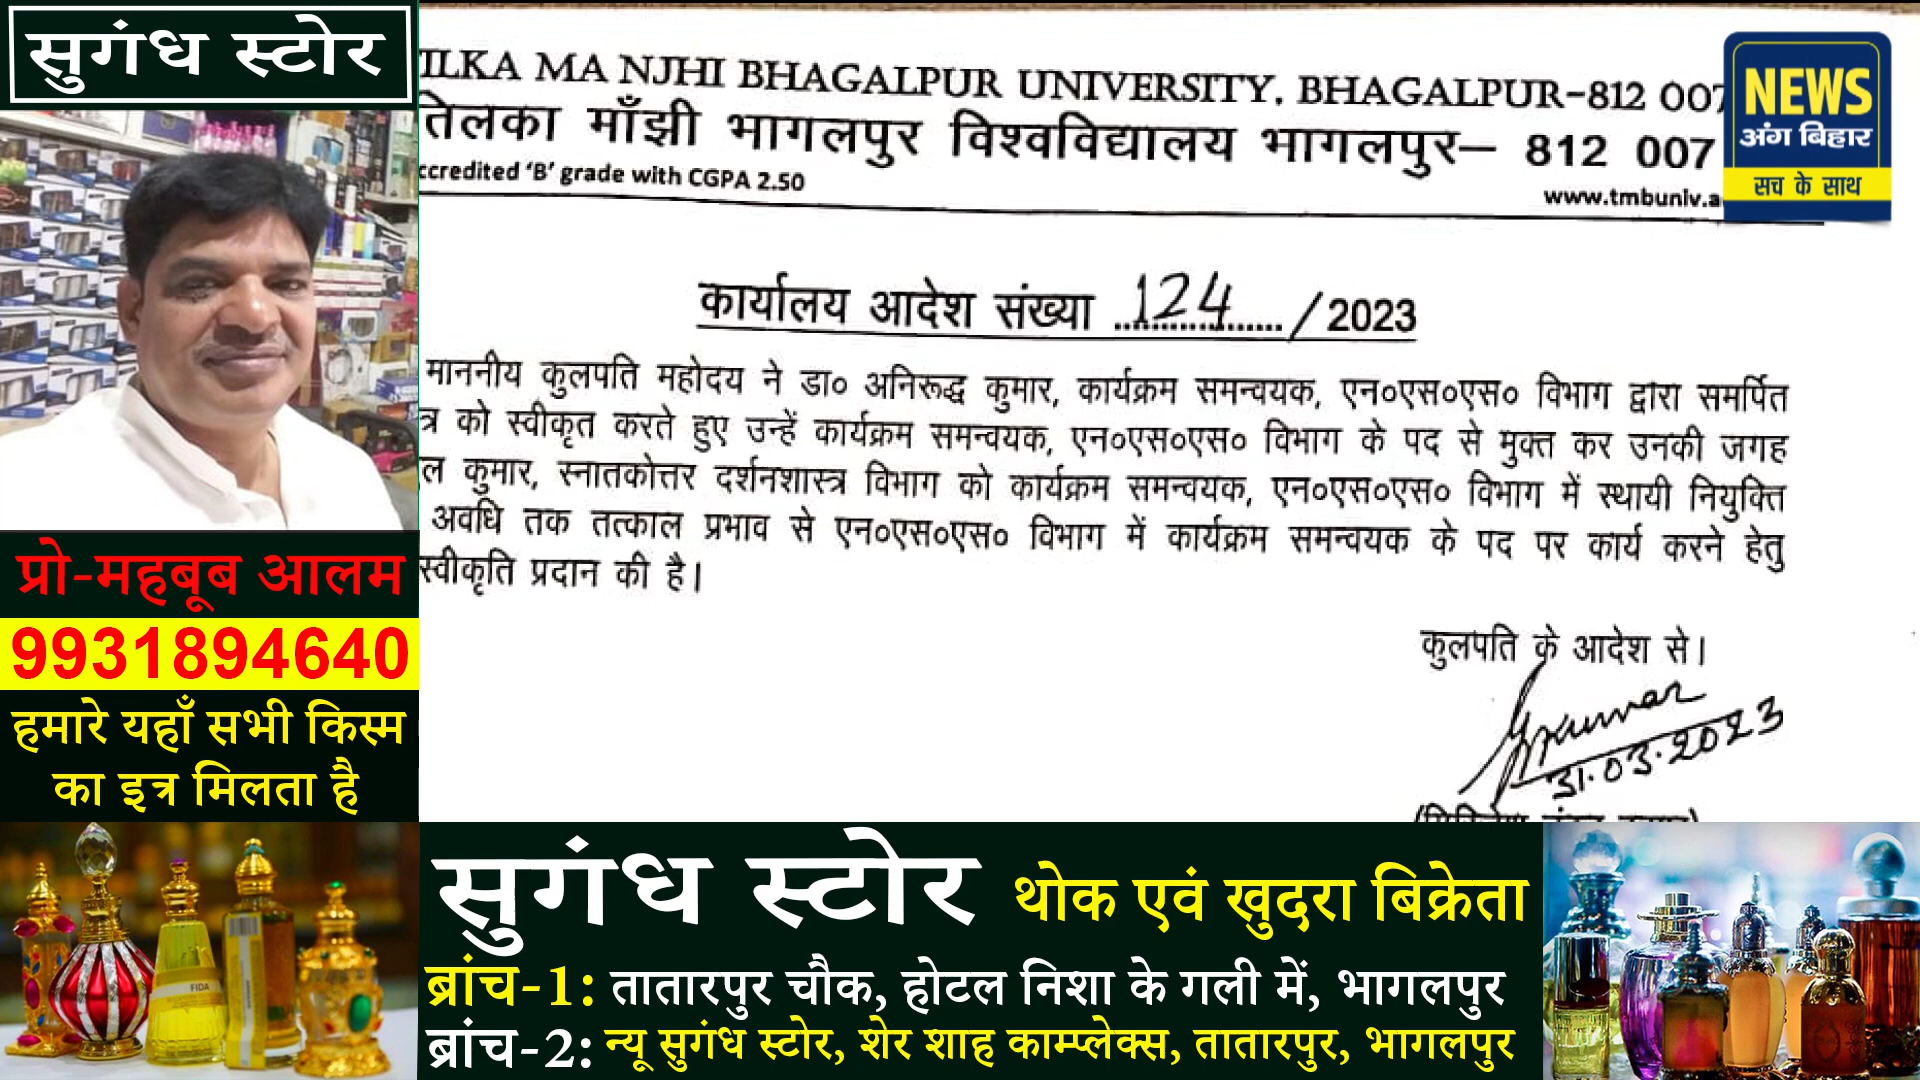 सुगंध स्टोर
प्रो-महबूब आलम
9931894640
हमारे यहाँ सभी किस्म
का इत्र मिलता है
ILKA MA NJHI BHAGALPUR UNIVERSITY, BHAGALPUR-812 007
तिलका माँझी भागलपुर विश्वविद्यालय भागलपुर– 812 007
ccredited ‘B’ grade with CGPA 2.50
www.tmbuniv.a
NEWS
अंग बिहार
सच के साथ
कार्यालय आदेश संख्या 124 /2023
माननीय कुलपति महोदय ने डा० अनिरूद्ध कुमार, कार्यक्रम समन्वयक, एन०एस०एस० विभाग द्वारा समर्पित
त्र को स्वीकृत करते हुए उन्हें कार्यक्रम समन्वयक, एन०एस०एस० विभाग के पद से मुक्त कर उनकी जगह
ल कुमार, स्नातकोत्तर दर्शनशास्त्र विभाग को कार्यक्रम समन्वयक, एन०एस०एस० विभाग में स्थायी नियुक्ति
अवधि तक तत्काल प्रभाव से एन०एस०एस० विभाग में कार्यक्रम समन्वयक के पद पर कार्य करने हेतु
स्वीकृति प्रदान की है।
कुलपति के आदेश से।
31.03.2023
FIDA
सुगंध स्टोर थोक एवं खुदरा बिक्रेता
ब्रांच-1: तातारपुर चौक, होटल निशा के गली में, भागलपुर
ब्रांच-2: न्यू सुगंध स्टोर, शेर शाह काम्प्लेक्स, तातारपुर, भागलपुर